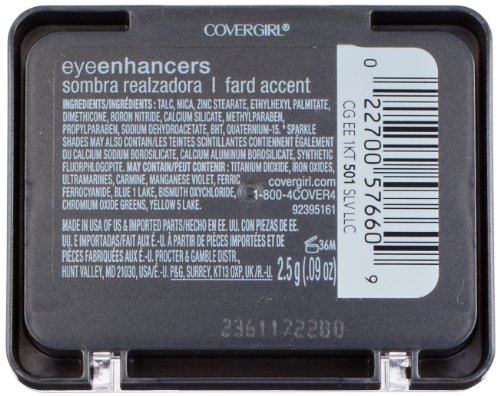 COVERGIRL®
eyeenhancers
sombra realzadora | fard accent
INGREDIENTS/INGRÉDIENTS: TALC, MICA, ZINC STEARATE, ETHYLHEXYL PALMITATE,
DIMETHICONE, BORON NITRIDE, CALCIUM SILICATE, METHYLPARABEN,
PROPYLPARABEN, SODIUM DEHYDROACETATE, BHT, QUATERNIUM-15. * SPARKLE
SHADES MAY ALSO CONTAIN/LES TEINTES SCINTILLANTES CONTIENNENT ÉGALEMENT
DU CALCIUM SODIUM BOROSILICATE, CALCIUM ALUMINUM BOROSILICATE, SYNTHETIC
FLUORPHLOGOPITE. MAY CONTAIN/PEUT CONTENIR : TITANIUM DIOXIDE, IRON OXIDES,
ULTRAMARINES, CARMINE, MANGANESE VIOLET, FERRIC
FERROCYANIDE, BLUE 1 LAKE, BISMUTH OXYCHLORIDE,
CHROMIUM OXIDE GREENS, YELLOW 5 LAKE.
covergirl.com
1-800-4COVER4
92395161
MADE IN USA OF US & IMPORTED PARTS/HECHO EN EE. UU. CON PIEZAS DE EE.
UU. E IMPORTADAS/FAIT AUX É.-U. À PARTIR DE PIÈCES IMPORTÉES ET DE
PIÈCES FABRIQUÉES AUX É.-U. PROCTER & GAMBLE DISTR.,
HUNT VALLEY, MD 21030, USA/É.-U. P&G, SURREY, KT13 0XP, UK/R.-U.
36M
2.5 g (.09 oz)
0 22700 57660 9
CG EE 1KT 501 SLV LLC
2361172280